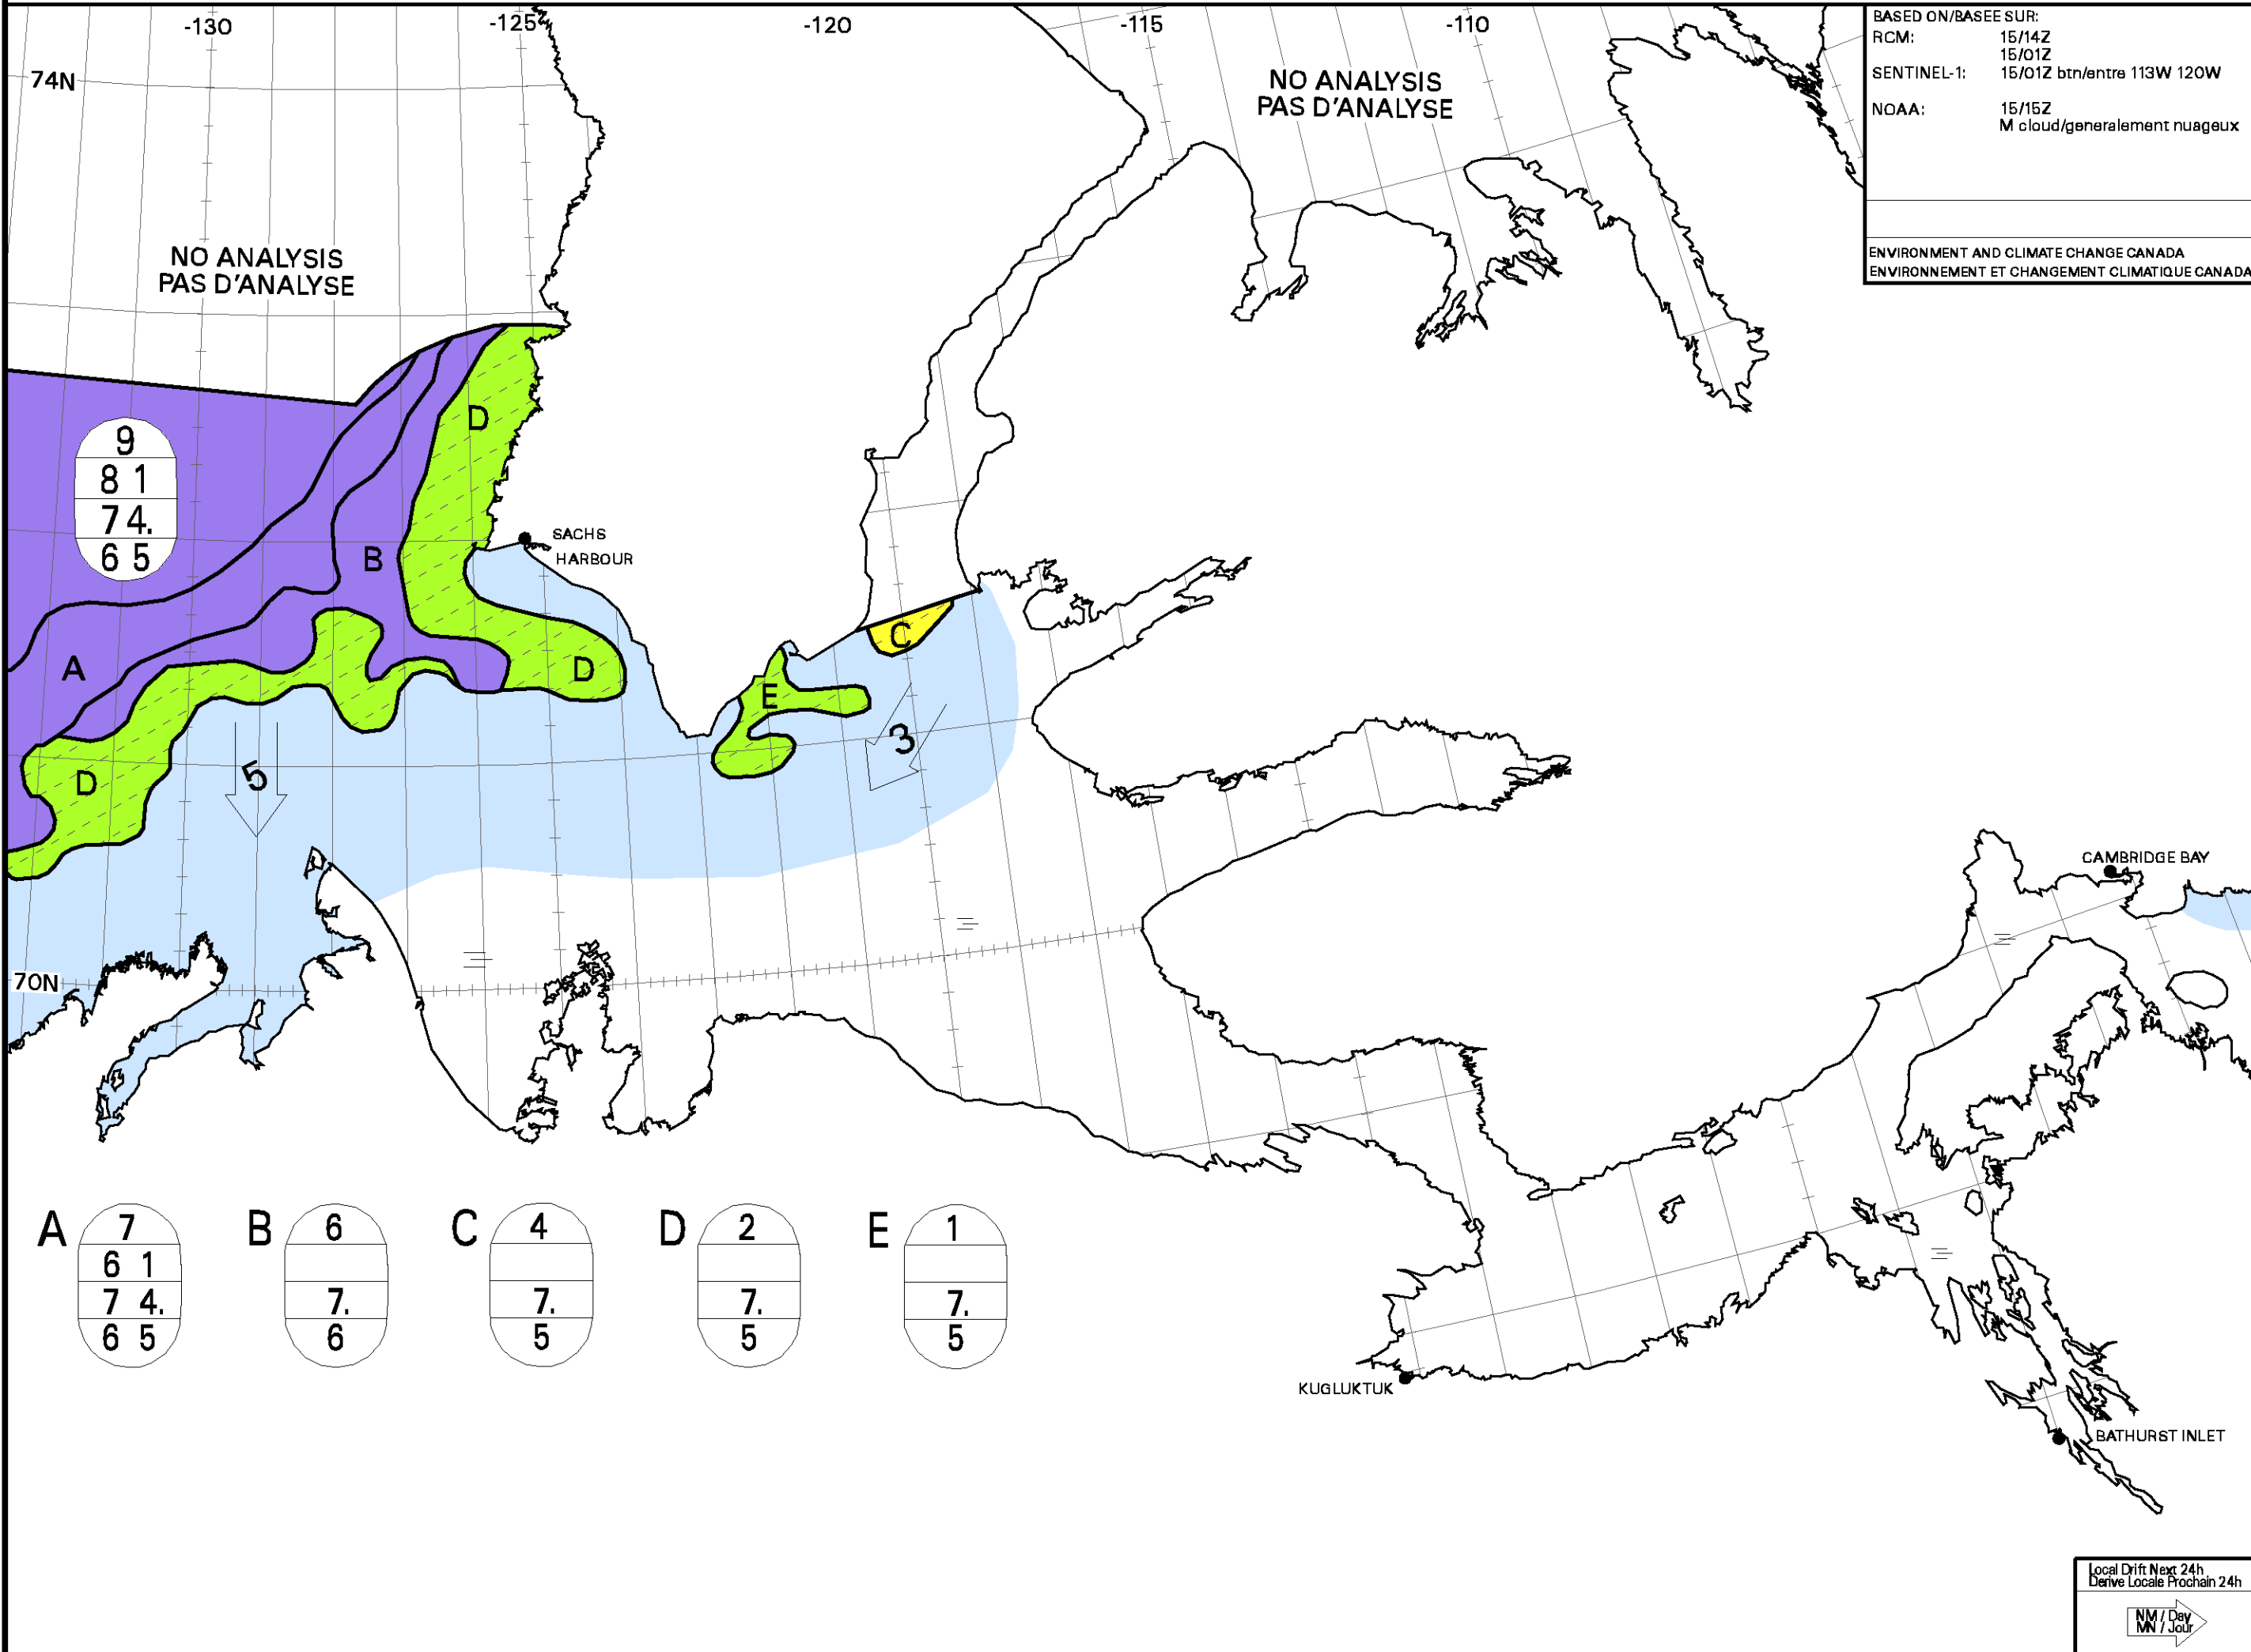 -130
-125
-120
-115
-110
74N
NO ANALYSIS
PAS D'ANALYSE
NO ANALYSIS
PAS D'ANALYSE
BASED ON/BASEE SUR:
RCM: 15/14Z
15/01Z
SENTINEL-1: 15/01Z btn/entre 113W 120W
NOAA: 15/15Z
M cloud/generalement nuageux
ENVIRONMENT AND CLIMATE CHANGE CANADA
ENVIRONNEMENT ET CHANGEMENT CLIMATIQUE CANADA
D
9
8 1
7 4.
6 5
SACHS
HARBOUR
B
C
A
D
E
3
5
D
CAMBRIDGE BAY
70N
A
7
6 1
7 4.
6 5
B
6
7.
6
C
4
7.
5
D
2
7.
5
E
1
7.
5
KUGLUKTUK
BATHURST INLET
Local Drift Next 24h
Derive Locale Prochain 24h
NM / Day
MN / Jour